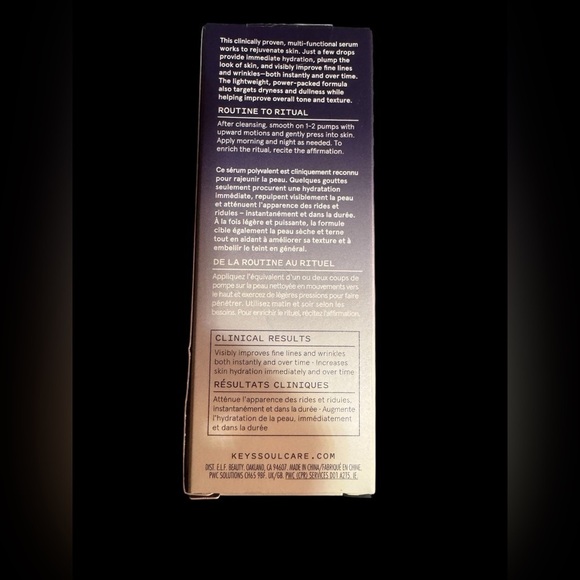 This clinically proven, multi-functional serum
works to rejuvenate skin. Just a few drops
provide immediate hydration, plump the
look of skin, and visibly improve fine lines
and wrinkles—both instantly and over time.
The lightweight, power-packed formula
also targets dryness and dullness while
helping improve overall tone and texture.
ROUTINE TO RITUAL
After cleansing, smooth on 1-2 pumps with
upward motions and gently press into skin.
Apply morning and night as needed. To
enrich the ritual, recite the affirmation.
Ce sérum polyvalent est cliniquement reconnu
pour rajeunir la peau. Quelques gouttes
seulement procurent une hydratation
immédiate, repulpent visiblement la peau
et atténuent l'apparence des rides et
ridules – instantanément et dans la durée.
À la fois légère et puissante, la formule
cible également la peau sèche et terne
tout en aidant à améliorer sa texture et à
embellir le teint en général.
DE LA ROUTINE AU RITUEL
Appliquez l'équivalent d'un ou deux coups de
pompe sur la peau nettoyée en mouvements vers
le haut et exercez de légères pressions pour faire
pénétrer. Utilisez matin et soir selon les
besoins. Pour enrichir le rituel, récitez l'affirmation.
CLINICAL RESULTS
Visibly improves fine lines and wrinkles
both instantly and over time · Increases
skin hydration immediately and over time
RÉSULTATS CLINIQUES
Atténue l'apparence des rides et ridules,
instantanément et dans la durée · Augmente
l'hydratation de la peau, immédiatement
et dans la durée
KEYSSOULCARE.COM
DIST. E.L.F. BEAUTY, OAKLAND, CA 94607. MADE IN CHINA/FABRIQUÉ EN CHINE.
PWC SOLUTIONS CH65 9BF. UK/GB. PWC (CPR) SERVICES D01 A2T5, IE.